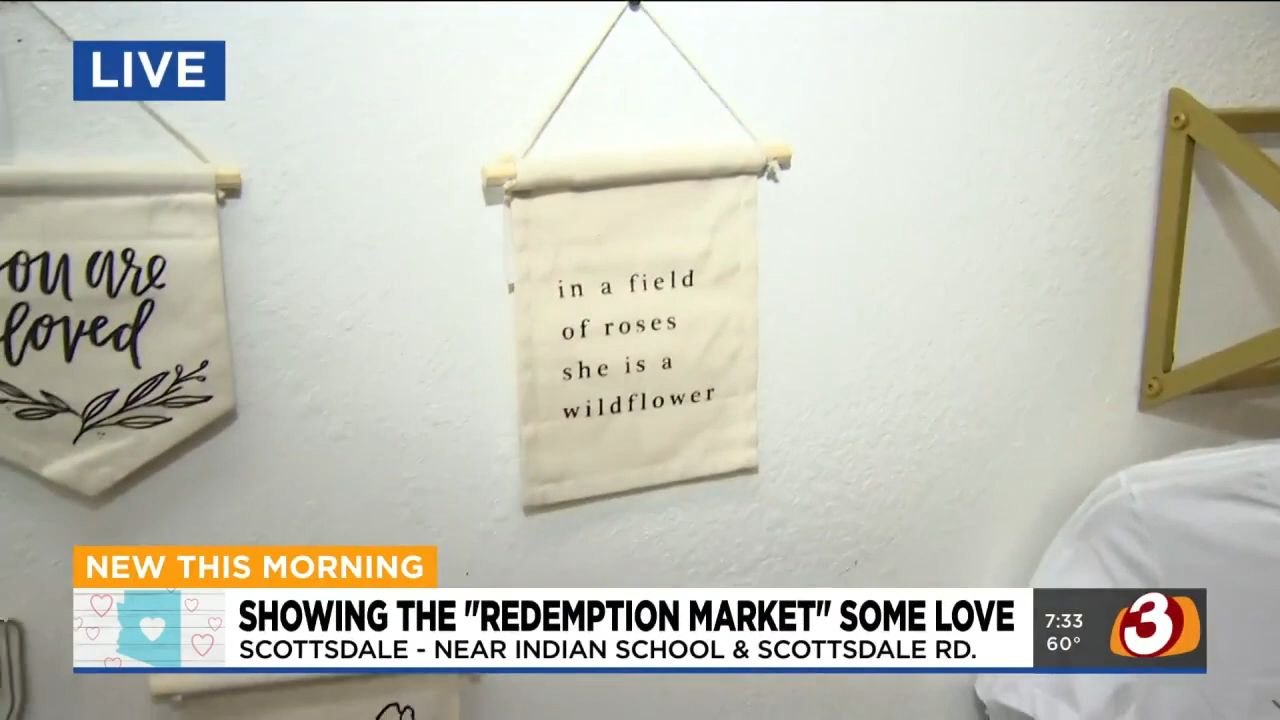 LIVE
ou are
loved
in a field
of roses
she is a
wildflower
NEW THIS MORNING
SHOWING THE "REDEMPTION MARKET" SOME LOVE
SCOTTSDALE - NEAR INDIAN SCHOOL & SCOTTSDALE RD.
7:33
60°
3